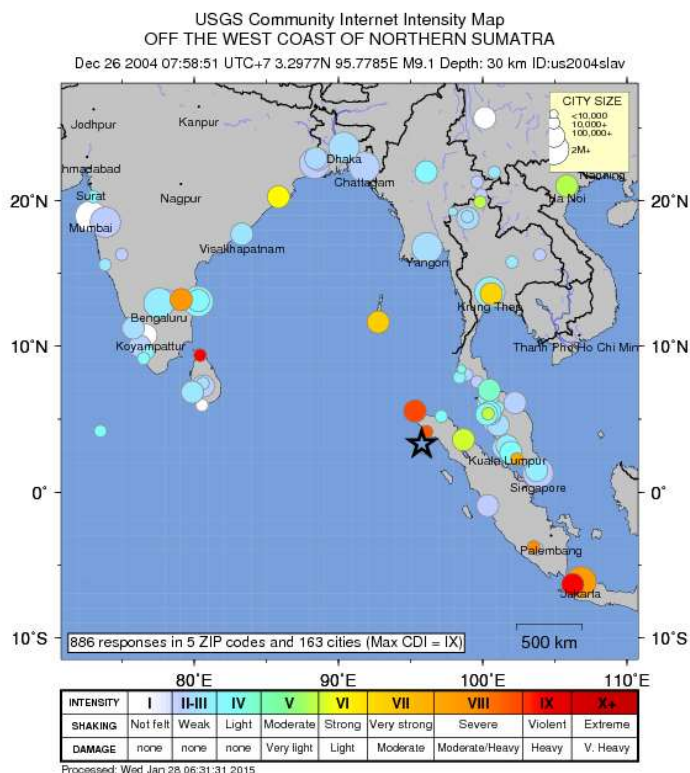 USGS Community Internet Intensity Map
OFF THE WEST COAST OF NORTHERN SUMATRA
Dec 26 2004 07:58:51 UTC+7 3.2977N 95.7785E M9.1 Depth: 30 km ID:us2004slav
CITY SIZE
<10,000
10,000+
100,000+
2M+
Jodhpur
Kanpur
hmadabad
Dhaka
Surat
Nagpur
Chattagam
Nanning
Ha Noi
20°N
20°N
Mumbai
Visakhapatnam
Yangon
Bengaluru
Krung Thep
10°N
Koyampattur
Thanh Pho Ho Chi Min
10°N
Kuala Lumpur
Singapore
0°
0°
Palembang
Jakarta
10°S
886 responses in 5 ZIP codes and 163 cities (Max CDI = IX)
500 km
10°S
80°E
90°E
100°E
110°E
INTENSITY I II-III IV V VI VII VIII IX X+
SHAKING Not felt Weak Light Moderate Strong Very strong Severe Violent Extreme
DAMAGE none none none Very light Light Moderate Moderate/Heavy Heavy V. Heavy
Processed: Wed Jan 28 06:31:31 2015